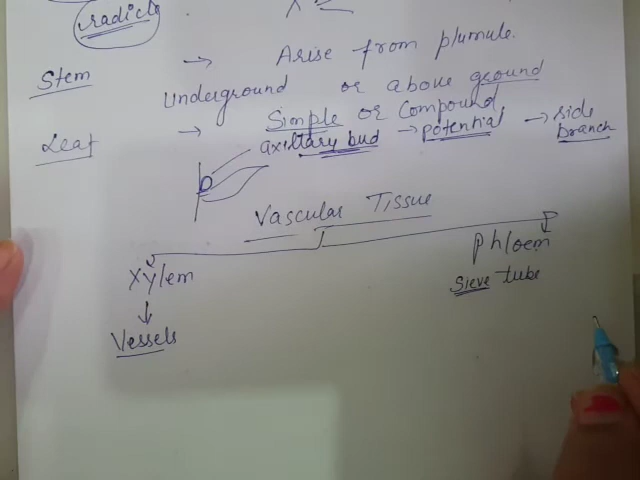 radicle
Stem → Arise from plumule.
Underground or above ground
Leaf → Simple or Compound
axillary bud → potential → side branch
Vascular Tissue
Xylem Phloem
Sieve tube
Vessels